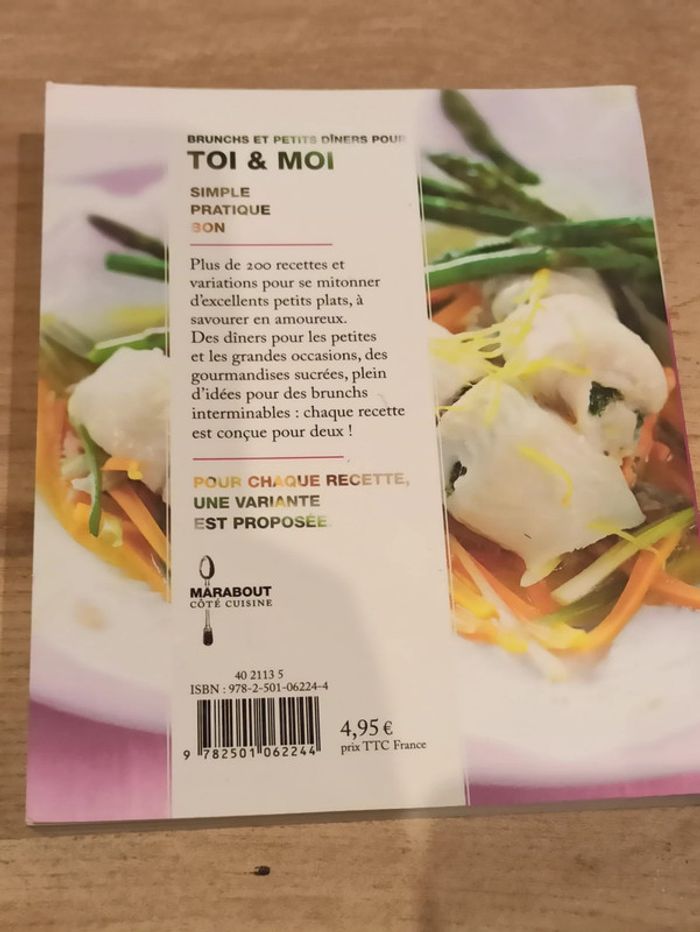 BRUNCHS ET PETITS DÎNERS POUR
TOI & MOI
SIMPLE
PRATIQUE
BON
Plus de 200 recettes et
variations pour se mitonner
d'excellents petits plats, à
savourer en amoureux.
Des dîners pour les petites
et les grandes occasions, des
gourmandises sucrées, plein
d'idées pour des brunchs
interminables : chaque recette
est conçue pour deux !
POUR CHAQUE RECETTE,
UNE VARIANTE
EST PROPOSÉE.
MARABOUT
CÔTÉ CUISINE
40 2113 5
ISBN : 978-2-501-06224-4
9 782501 062244
4,95 €
prix TTC France